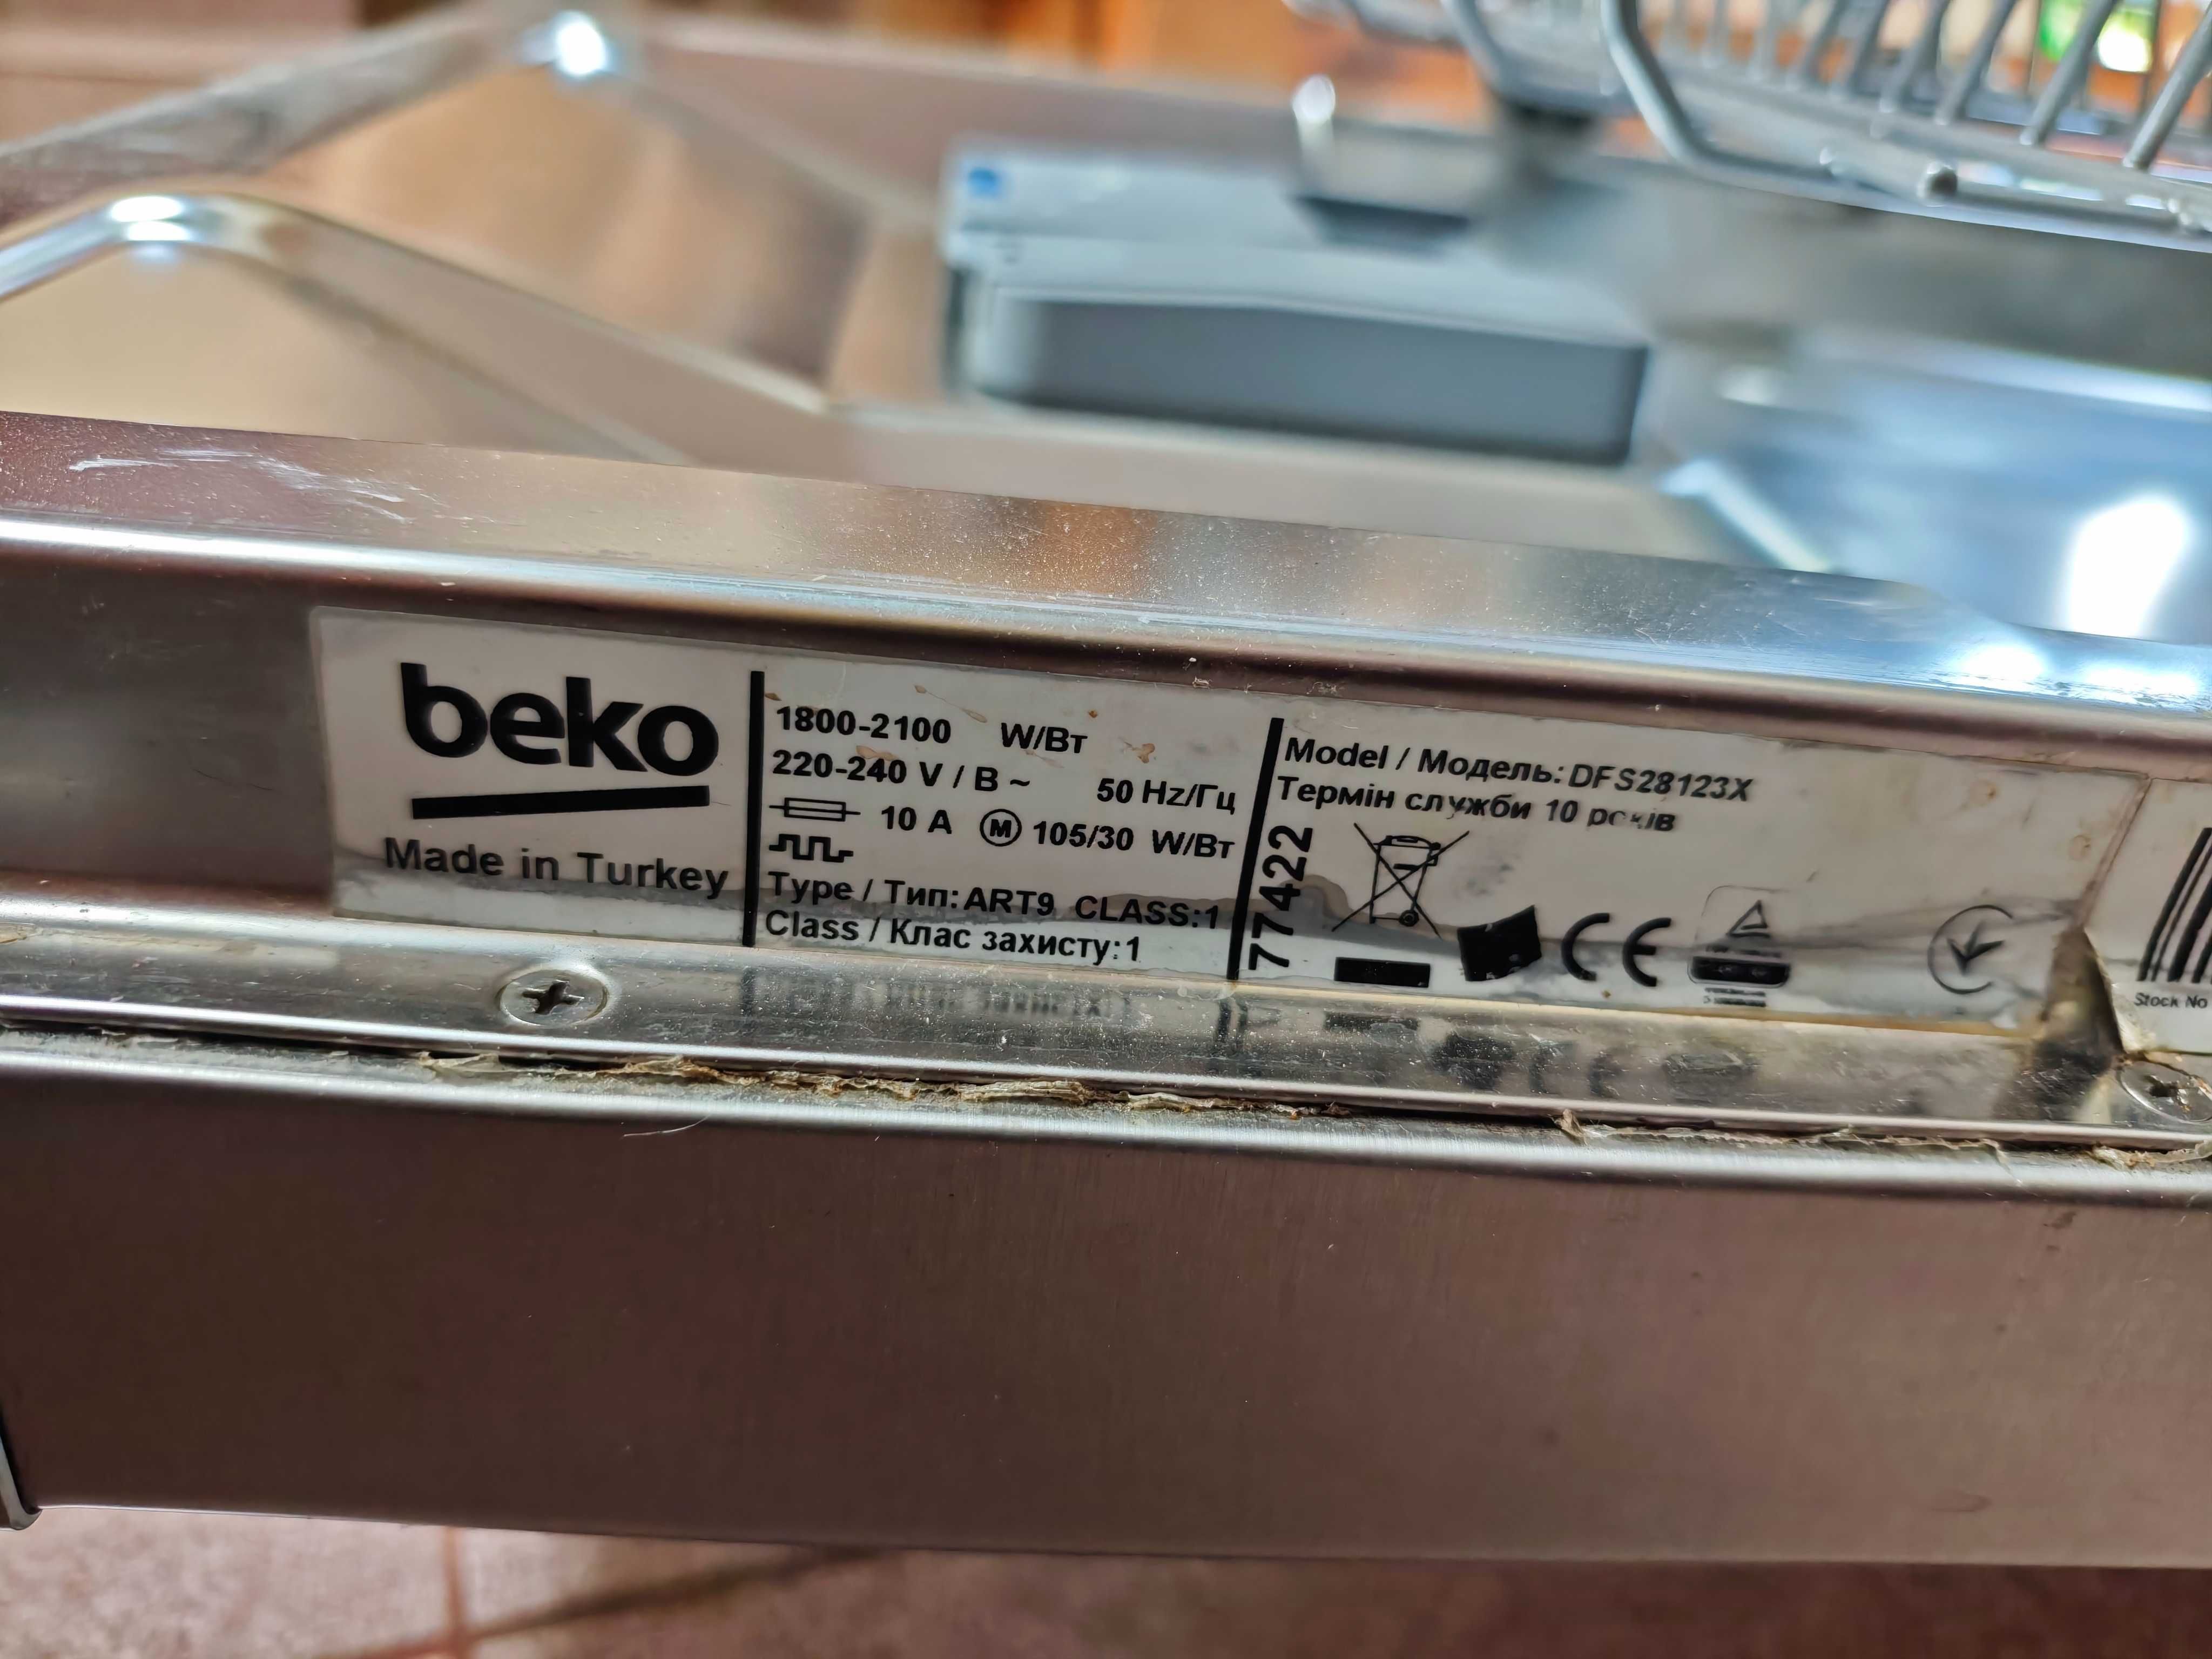 beko
Made in Turkey
1800-2100 W/Вт
220-240 V / В ~ 50 Hz/Гц
10 A M 105/30 W/Вт
Type / Тип: ART9 CLASS:1
Class / Клас захисту:1
77422
Model / Модель: DFS28123X
Термін служби 10 років
CE
Stock No